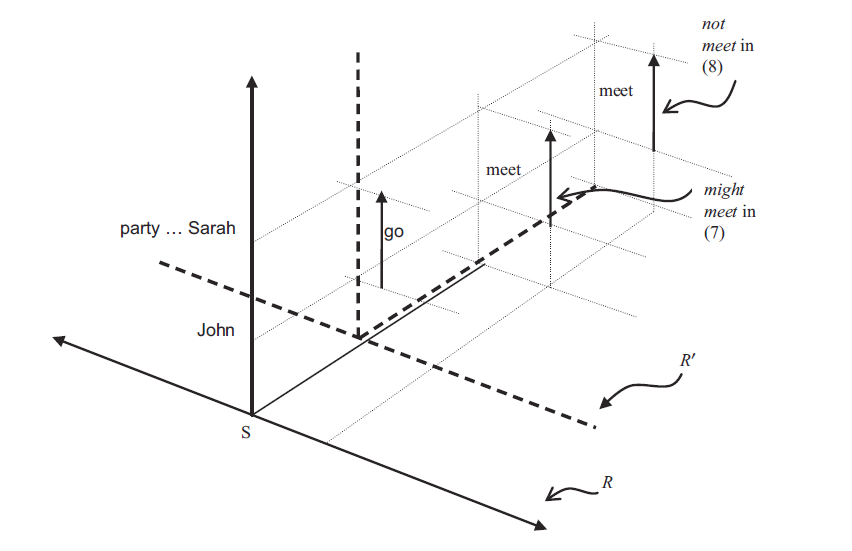 not
meet in
(8)
meet
meet
might
meet in
(7)
party … Sarah
go
John
R′
S
R